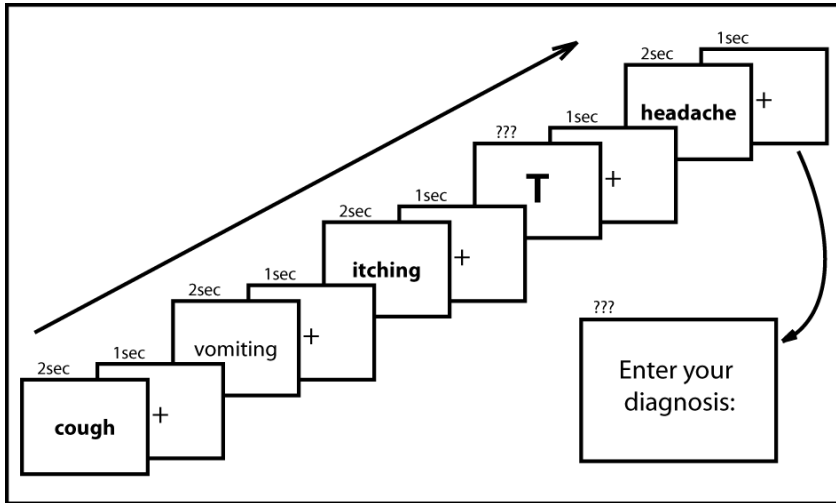 2sec
cough
1sec
+
2sec
vomiting
1sec
+
2sec
itching
1sec
+
???
T
1sec
+
2sec
headache
1sec
+
???
Enter your
diagnosis: